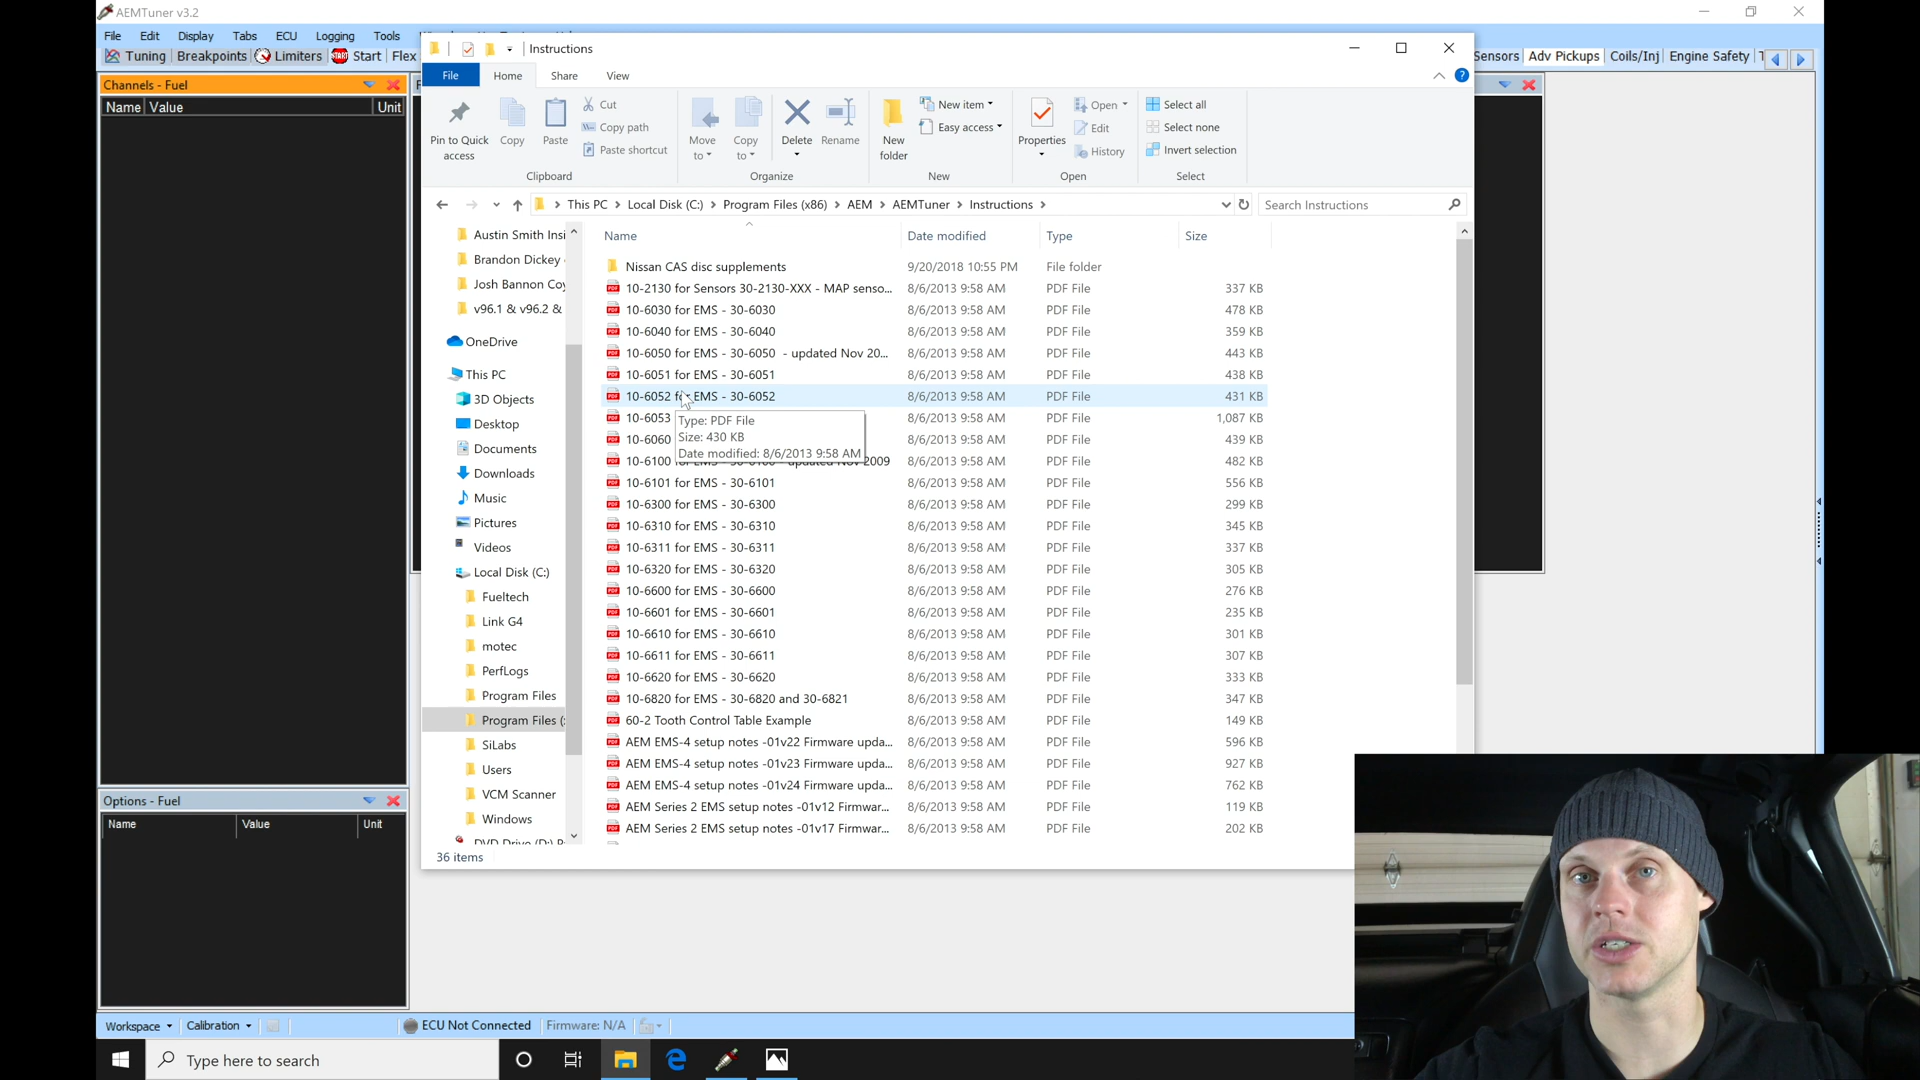 AEMTuner v3.2
File Edit Display Tabs ECU Logging Tools
Tuning Breakpoints Limiters START Start Flex
Sensors Adv Pickups Coils/Inj Engine Safety
Channels - Fuel
Name Value Unit
Options - Fuel
Name Value Unit
Instructions
File Home Share View
Pin to Quick access
Copy
Paste
Cut
Copy path
Paste shortcut
Clipboard
Move to
Copy to
Delete
Rename
Organize
New folder
New item
Easy access
New
Properties
Open
Edit
History
Open
Select all
Select none
Invert selection
Select
This PC > Local Disk (C:) > Program Files (x86) > AEM > AEMTuner > Instructions >
Search Instructions
Austin Smith Insi
Brandon Dickey
Josh Bannon Coy
v96.1 & v96.2 &
OneDrive
This PC
3D Objects
Desktop
Documents
Downloads
Music
Pictures
Videos
Local Disk (C:)
Fueltech
Link G4
motec
PerfLogs
Program Files
Program Files (
SiLabs
Users
VCM Scanner
Windows
DVD Drive (D:)
Name Date modified Type Size
Nissan CAS disc supplements 9/20/2018 10:55 PM File folder
10-2130 for Sensors 30-2130-XXX - MAP senso... 8/6/2013 9:58 AM PDF File 337 KB
10-6030 for EMS - 30-6030 8/6/2013 9:58 AM PDF File 478 KB
10-6040 for EMS - 30-6040 8/6/2013 9:58 AM PDF File 359 KB
10-6050 for EMS - 30-6050 - updated Nov 20... 8/6/2013 9:58 AM PDF File 443 KB
10-6051 for EMS - 30-6051 8/6/2013 9:58 AM PDF File 438 KB
10-6052 for EMS - 30-6052 8/6/2013 9:58 AM PDF File 431 KB
10-6053 8/6/2013 9:58 AM PDF File 1,087 KB
10-6060 8/6/2013 9:58 AM PDF File 439 KB
10-6100 for EMS - 30-6100 - updated Nov 2009 8/6/2013 9:58 AM PDF File 482 KB
10-6101 for EMS - 30-6101 8/6/2013 9:58 AM PDF File 556 KB
10-6300 for EMS - 30-6300 8/6/2013 9:58 AM PDF File 299 KB
10-6310 for EMS - 30-6310 8/6/2013 9:58 AM PDF File 345 KB
10-6311 for EMS - 30-6311 8/6/2013 9:58 AM PDF File 337 KB
10-6320 for EMS - 30-6320 8/6/2013 9:58 AM PDF File 305 KB
10-6600 for EMS - 30-6600 8/6/2013 9:58 AM PDF File 276 KB
10-6601 for EMS - 30-6601 8/6/2013 9:58 AM PDF File 235 KB
10-6610 for EMS - 30-6610 8/6/2013 9:58 AM PDF File 301 KB
10-6611 for EMS - 30-6611 8/6/2013 9:58 AM PDF File 307 KB
10-6620 for EMS - 30-6620 8/6/2013 9:58 AM PDF File 333 KB
10-6820 for EMS - 30-6820 and 30-6821 8/6/2013 9:58 AM PDF File 347 KB
60-2 Tooth Control Table Example 8/6/2013 9:58 AM PDF File 149 KB
AEM EMS-4 setup notes -01v22 Firmware upda... 8/6/2013 9:58 AM PDF File 596 KB
AEM EMS-4 setup notes -01v23 Firmware upda... 8/6/2013 9:58 AM PDF File 927 KB
AEM EMS-4 setup notes -01v24 Firmware upda... 8/6/2013 9:58 AM PDF File 762 KB
AEM Series 2 EMS setup notes -01v12 Firmwar... 8/6/2013 9:58 AM PDF File 119 KB
AEM Series 2 EMS setup notes -01v17 Firmwar... 8/6/2013 9:58 AM PDF File 202 KB
Type: PDF File
Size: 430 KB
Date modified: 8/6/2013 9:58 AM
36 items
Workspace Calibration ECU Not Connected Firmware: N/A
Type here to search